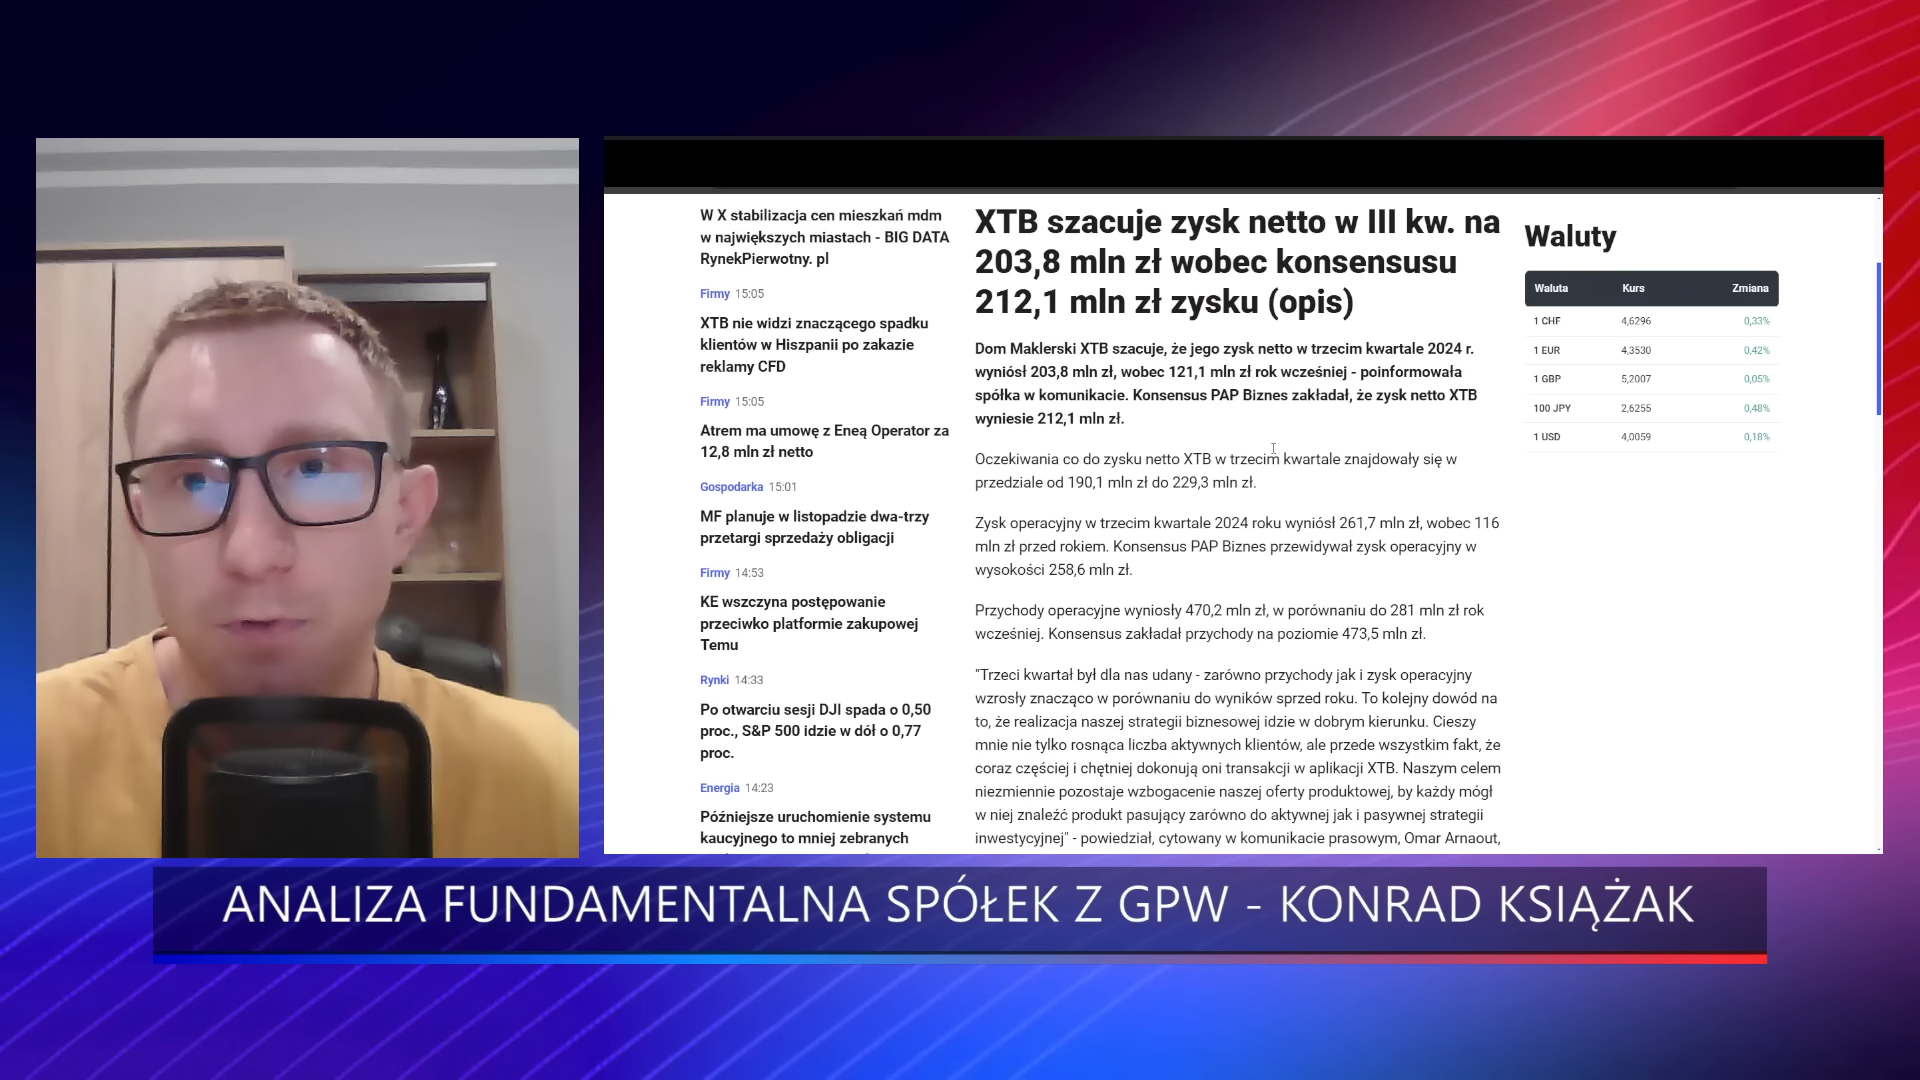 W X stabilizacja cen mieszkań mdm
w największych miastach - BIG DATA
RynekPierwotny. pl
Firmy 15:05
XTB nie widzi znaczącego spadku
klientów w Hiszpanii po zakazie
reklamy CFD
Firmy 15:05
Atrem ma umowę z Eneą Operator za
12,8 mln zł netto
Gospodarka 15:01
MF planuje w listopadzie dwa-trzy
przetargi sprzedaży obligacji
Firmy 14:53
KE wszczyna postępowanie
przeciwko platformie zakupowej
Temu
Rynki 14:33
Po otwarciu sesji DJI spada o 0,50
proc., S&P 500 idzie w dół o 0,77
proc.
Energia 14:23
Późniejsze uruchomienie systemu
kaucyjnego to mniej zebranych
XTB szacuje zysk netto w III kw. na
203,8 mln zł wobec konsensusu
212,1 mln zł zysku (opis)
Dom Maklerski XTB szacuje, że jego zysk netto w trzecim kwartale 2024 r.
wyniósł 203,8 mln zł, wobec 121,1 mln zł rok wcześniej - poinformowała
spółka w komunikacie. Konsensus PAP Biznes zakładał, że zysk netto XTB
wyniesie 212,1 mln zł.
Oczekiwania co do zysku netto XTB w trzecim kwartale znajdowały się w
przedziale od 190,1 mln zł do 229,3 mln zł.
Zysk operacyjny w trzecim kwartale 2024 roku wyniósł 261,7 mln zł, wobec 116
mln zł przed rokiem. Konsensus PAP Biznes przewidywał zysk operacyjny w
wysokości 258,6 mln zł.
Przychody operacyjne wyniosły 470,2 mln zł, w porównaniu do 281 mln zł rok
wcześniej. Konsensus zakładał przychody na poziomie 473,5 mln zł.
"Trzeci kwartał był dla nas udany - zarówno przychody jak i zysk operacyjny
wzrosły znacząco w porównaniu do wyników sprzed roku. To kolejny dowód na
to, że realizacja naszej strategii biznesowej idzie w dobrym kierunku. Cieszy
mnie nie tylko rosnąca liczba aktywnych klientów, ale przede wszystkim fakt, że
coraz częściej i chętniej dokonują oni transakcji w aplikacji XTB. Naszym celem
niezmiennie pozostaje wzbogacenie naszej oferty produktowej, by każdy mógł
w niej znaleźć produkt pasujący zarówno do aktywnej jak i pasywnej strategii
inwestycyjnej" - powiedział, cytowany w komunikacie prasowym, Omar Arnaout,
Waluty
Waluta Kurs Zmiana
1 CHF 4,6296 0,33%
1 EUR 4,3530 0,42%
1 GBP 5,2007 0,05%
100 JPY 2,6255 0,48%
1 USD 4,0059 0,18%
ANALIZA FUNDAMENTALNA SPÓŁEK Z GPW - KONRAD KSIĄŻAK